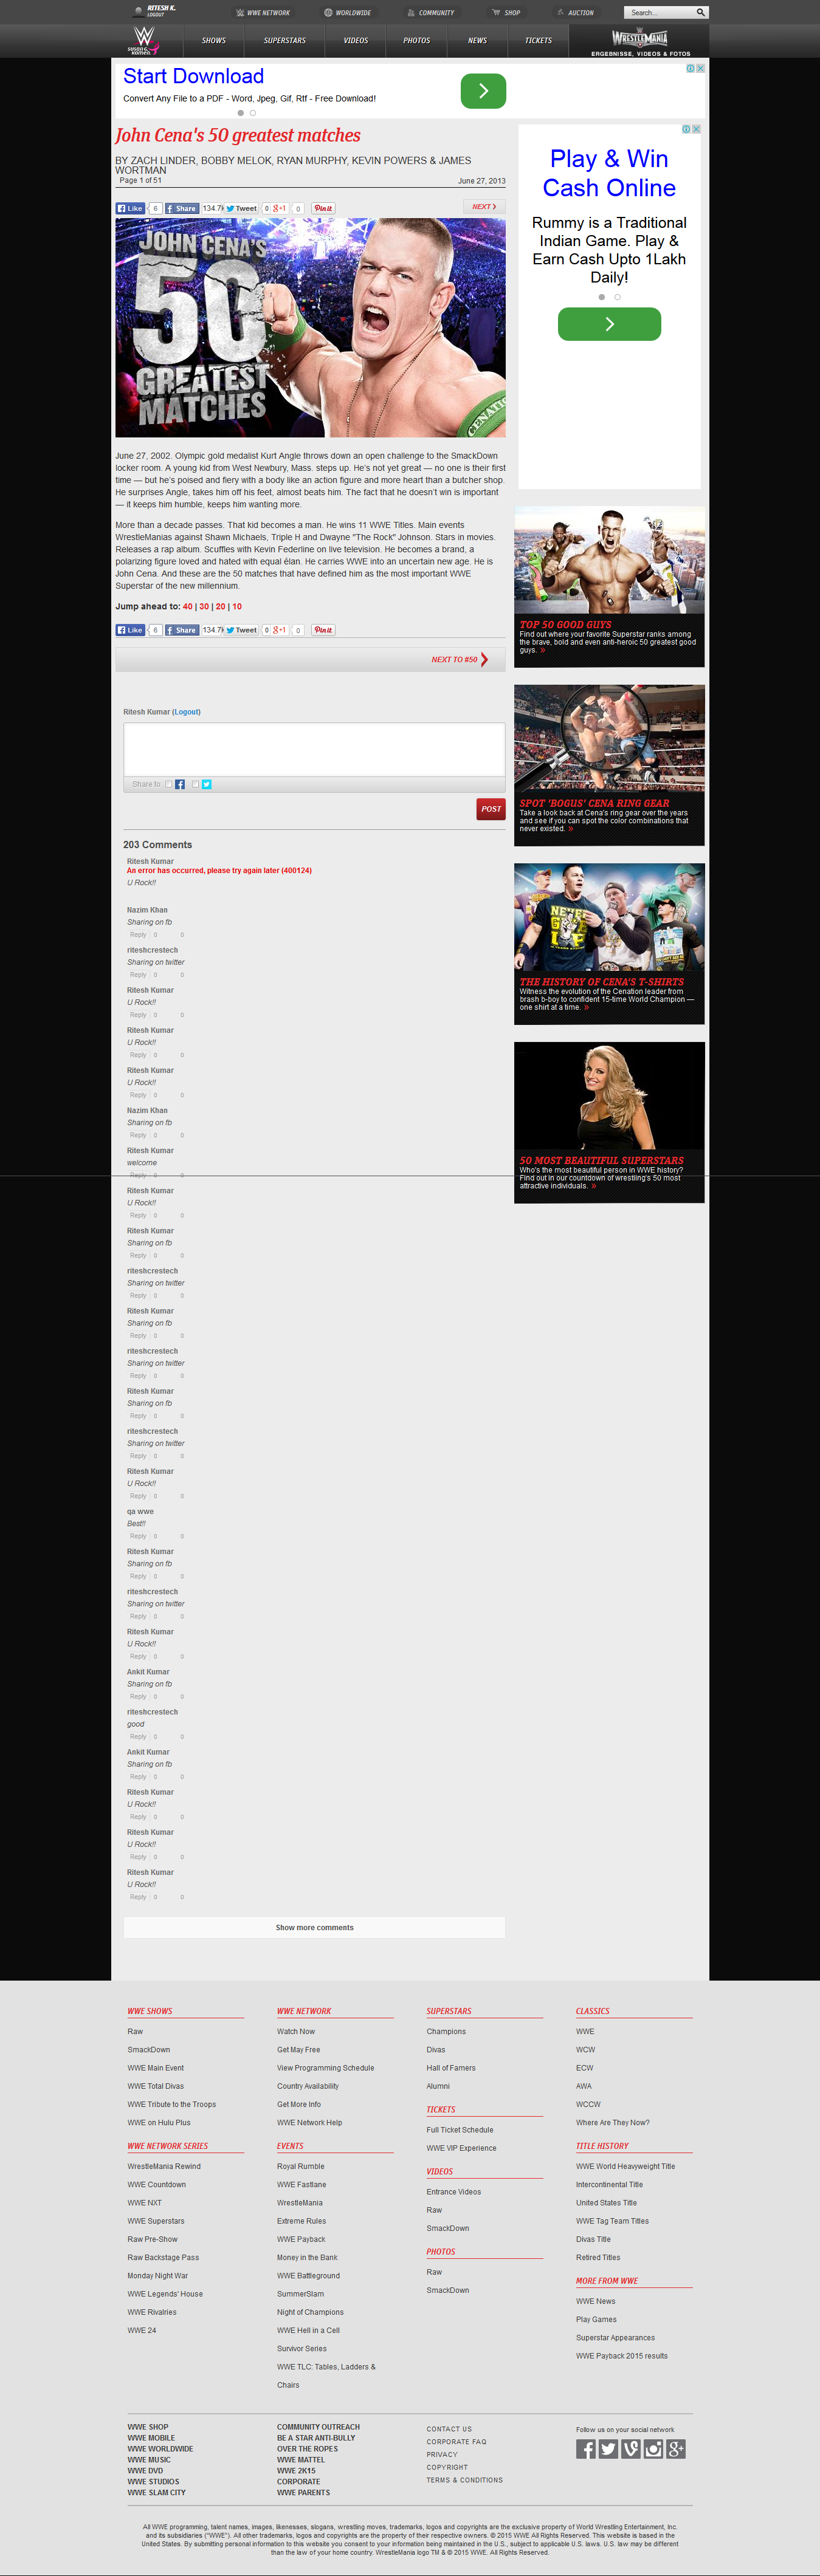 RITESH K.
LOGOUT
WWE NETWORK
WORLDWIDE
COMMUNITY
SHOP
AUCTION
Search...
susan g. komen.
SHOWS
SUPERSTARS
VIDEOS
PHOTOS
NEWS
TICKETS
WRESTLEMANIA
ERGEBNISSE, VIDEOS & FOTOS
Start Download
Convert Any File to a PDF - Word, Jpeg, Gif, Rtf - Free Download!
John Cena's 50 greatest matches
BY ZACH LINDER, BOBBY MELOK, RYAN MURPHY, KEVIN POWERS & JAMES
WORTMAN
Page 1 of 51
June 27, 2013
Like 6 Share 134.7k Tweet 0 +1 0 Pin it
NEXT
JOHN CENA'S
50
GREATEST
MATCHES
June 27, 2002. Olympic gold medalist Kurt Angle throws down an open challenge to the SmackDown
locker room. A young kid from West Newbury, Mass. steps up. He's not yet great — no one is their first
time — but he's poised and fiery with a body like an action figure and more heart than a butcher shop.
He surprises Angle, takes him off his feet, almost beats him. The fact that he doesn't win is important
— it keeps him humble, keeps him wanting more.
More than a decade passes. That kid becomes a man. He wins 11 WWE Titles. Main events
WrestleManias against Shawn Michaels, Triple H and Dwayne "The Rock" Johnson. Stars in movies.
Releases a rap album. Scuffles with Kevin Federline on live television. He becomes a brand, a
polarizing figure loved and hated with equal élan. He carries WWE into an uncertain new age. He is
John Cena. And these are the 50 matches that have defined him as the most important WWE
Superstar of the new millennium.
Jump ahead to: 40 | 30 | 20 | 10
Like 6 Share 134.7k Tweet 0 +1 0 Pin it
NEXT TO #50
Play & Win
Cash Online
Rummy is a Traditional
Indian Game. Play &
Earn Cash Upto 1Lakh
Daily!
TOP 50 GOOD GUYS
Find out where your favorite Superstar ranks among
the brave, bold and even anti-heroic 50 greatest good
guys. »
SPOT 'BOGUS' CENA RING GEAR
Take a look back at Cena's ring gear over the years
and see if you can spot the color combinations that
never existed. »
THE HISTORY OF CENA'S T-SHIRTS
Witness the evolution of the Cenation leader from
brash b-boy to confident 15-time World Champion —
one shirt at a time. »
50 MOST BEAUTIFUL SUPERSTARS
Who's the most beautiful person in WWE history?
Find out in our countdown of wrestling's 50 most
attractive individuals. »
Ritesh Kumar (Logout)
Share to:
POST
203 Comments
Ritesh Kumar
An error has occurred, please try again later (400124)
U Rock!!
Nazim Khan
Sharing on fb
Reply 0 0
riteshcrestech
Sharing on twitter
Reply 0 0
Ritesh Kumar
U Rock!!
Reply 0 0
Ritesh Kumar
U Rock!!
Reply 0 0
Ritesh Kumar
U Rock!!
Reply 0 0
Nazim Khan
Sharing on fb
Reply 0 0
Ritesh Kumar
welcome
Reply 0 0
Ritesh Kumar
U Rock!!
Reply 0 0
Ritesh Kumar
Sharing on fb
Reply 0 0
riteshcrestech
Sharing on twitter
Reply 0 0
Ritesh Kumar
Sharing on fb
Reply 0 0
riteshcrestech
Sharing on twitter
Reply 0 0
Ritesh Kumar
Sharing on fb
Reply 0 0
riteshcrestech
Sharing on twitter
Reply 0 0
Ritesh Kumar
U Rock!!
Reply 0 0
qa wwe
Best!!
Reply 0 0
Ritesh Kumar
Sharing on fb
Reply 0 0
riteshcrestech
Sharing on twitter
Reply 0 0
Ritesh Kumar
U Rock!!
Reply 0 0
Ankit Kumar
Sharing on fb
Reply 0 0
riteshcrestech
good
Reply 0 0
Ankit Kumar
Sharing on fb
Reply 0 0
Ritesh Kumar
U Rock!!
Reply 0 0
Ritesh Kumar
U Rock!!
Reply 0 0
Ritesh Kumar
U Rock!!
Reply 0 0
Show more comments
WWE SHOWS
Raw
SmackDown
WWE Main Event
WWE Total Divas
WWE Tribute to the Troops
WWE on Hulu Plus
WWE NETWORK SERIES
WrestleMania Rewind
WWE Countdown
WWE NXT
WWE Superstars
Raw Pre-Show
Raw Backstage Pass
Monday Night War
WWE Legends' House
WWE Rivalries
WWE 24
WWE NETWORK
Watch Now
Get May Free
View Programming Schedule
Country Availability
Get More Info
WWE Network Help
EVENTS
Royal Rumble
WWE Fastlane
WrestleMania
Extreme Rules
WWE Payback
Money in the Bank
WWE Battleground
SummerSlam
Night of Champions
WWE Hell in a Cell
Survivor Series
WWE TLC: Tables, Ladders &
Chairs
SUPERSTARS
Champions
Divas
Hall of Famers
Alumni
TICKETS
Full Ticket Schedule
WWE VIP Experience
VIDEOS
Entrance Videos
Raw
SmackDown
PHOTOS
Raw
SmackDown
CLASSICS
WWE
WCW
ECW
AWA
WCCW
Where Are They Now?
TITLE HISTORY
WWE World Heavyweight Title
Intercontinental Title
United States Title
WWE Tag Team Titles
Divas Title
Retired Titles
MORE FROM WWE
WWE News
Play Games
Superstar Appearances
WWE Payback 2015 results
WWE SHOP
WWE MOBILE
WWE WORLDWIDE
WWE MUSIC
WWE DVD
WWE STUDIOS
WWE SLAM CITY
COMMUNITY OUTREACH
BE A STAR ANTI-BULLY
OVER THE ROPES
WWE MATTEL
WWE 2K15
CORPORATE
WWE PARENTS
CONTACT US
CORPORATE FAQ
PRIVACY
COPYRIGHT
TERMS & CONDITIONS
Follow us on your social network
All WWE programming, talent names, images, likenesses, slogans, wrestling moves, trademarks, logos and copyrights are the exclusive property of World Wrestling Entertainment, Inc.
and its subsidiaries ("WWE"). All other trademarks, logos and copyrights are the property of their respective owners. © 2015 WWE All Rights Reserved. This website is based in the
United States. By submitting personal information to this website you consent to your information being maintained in the U.S., subject to applicable U.S. laws. U.S. law may be different
than the law of your home country. WrestleMania logo TM & © 2015 WWE. All Rights Reserved.